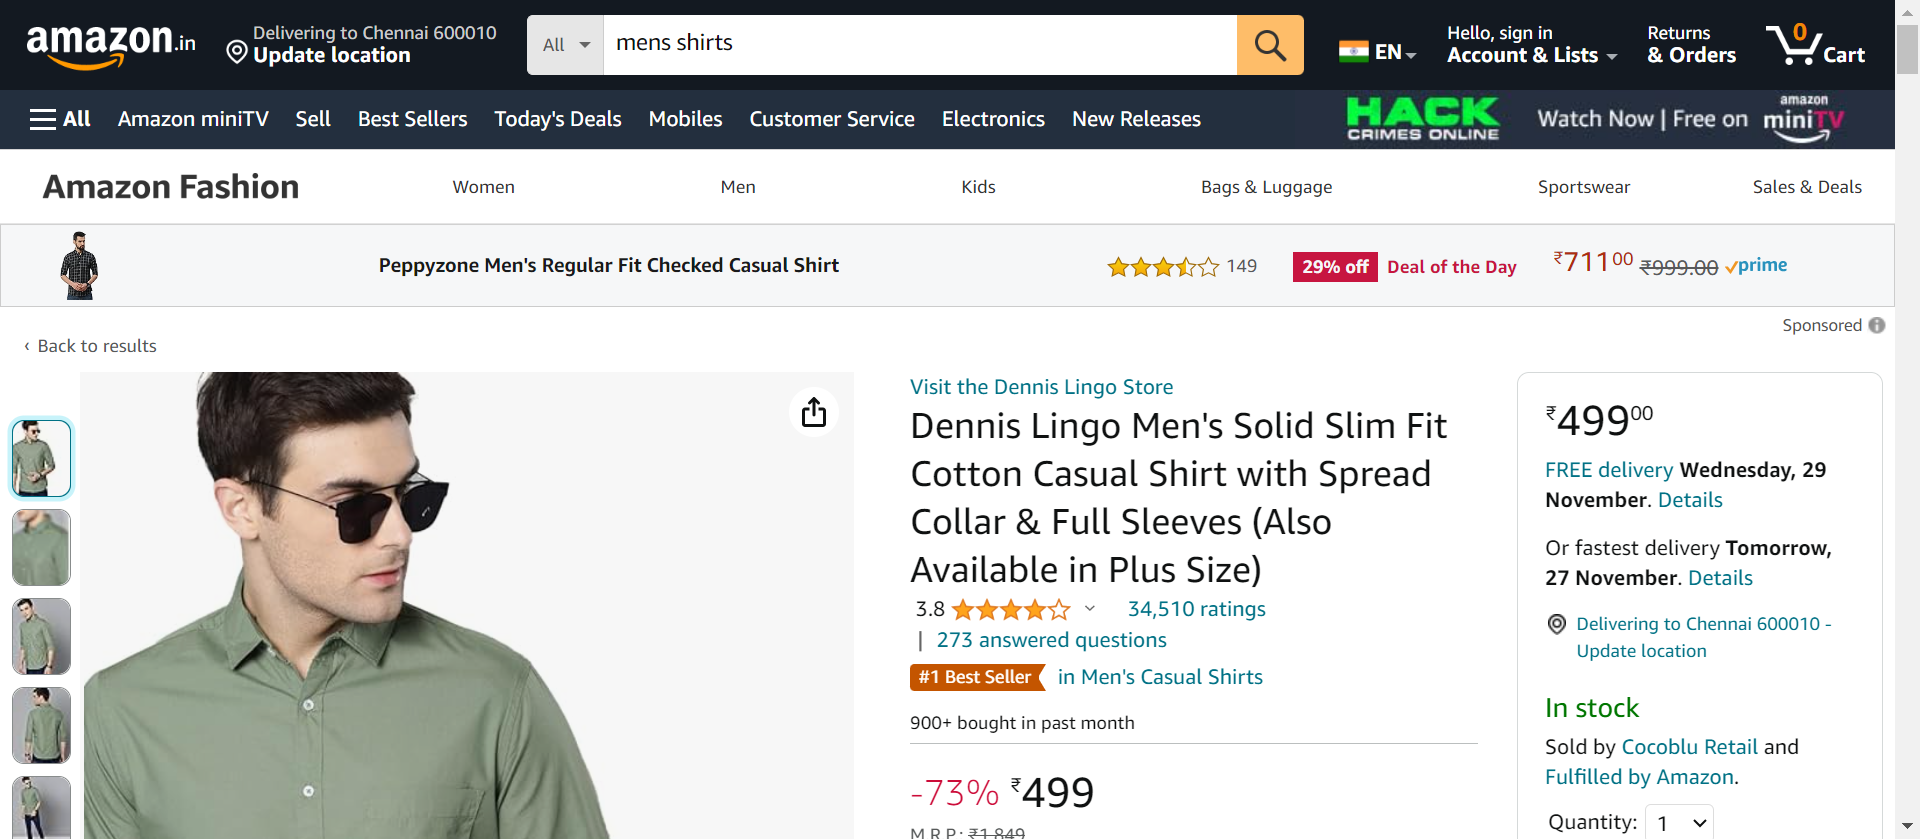 amazon.in
Delivering to Chennai 600010
Update location
All
mens shirts
EN
Hello, sign in
Account & Lists
Returns
& Orders
0
Cart
All
Amazon miniTV
Sell
Best Sellers
Today's Deals
Mobiles
Customer Service
Electronics
New Releases
HACK
CRIMES ONLINE
Watch Now | Free on
amazon
miniTV
Amazon Fashion
Women
Men
Kids
Bags & Luggage
Sportswear
Sales & Deals
Peppyzone Men's Regular Fit Checked Casual Shirt
149
29% off
Deal of the Day
₹71100
₹999.00
prime
Sponsored
‹ Back to results
Visit the Dennis Lingo Store
Dennis Lingo Men's Solid Slim Fit
Cotton Casual Shirt with Spread
Collar & Full Sleeves (Also
Available in Plus Size)
3.8
34,510 ratings
| 273 answered questions
#1 Best Seller
in Men's Casual Shirts
900+ bought in past month
-73% ₹499
M.R.P.: ₹1,849
₹49900
FREE delivery Wednesday, 29
November. Details
Or fastest delivery Tomorrow,
27 November. Details
Delivering to Chennai 600010 -
Update location
In stock
Sold by Cocoblu Retail and
Fulfilled by Amazon.
Quantity: 1